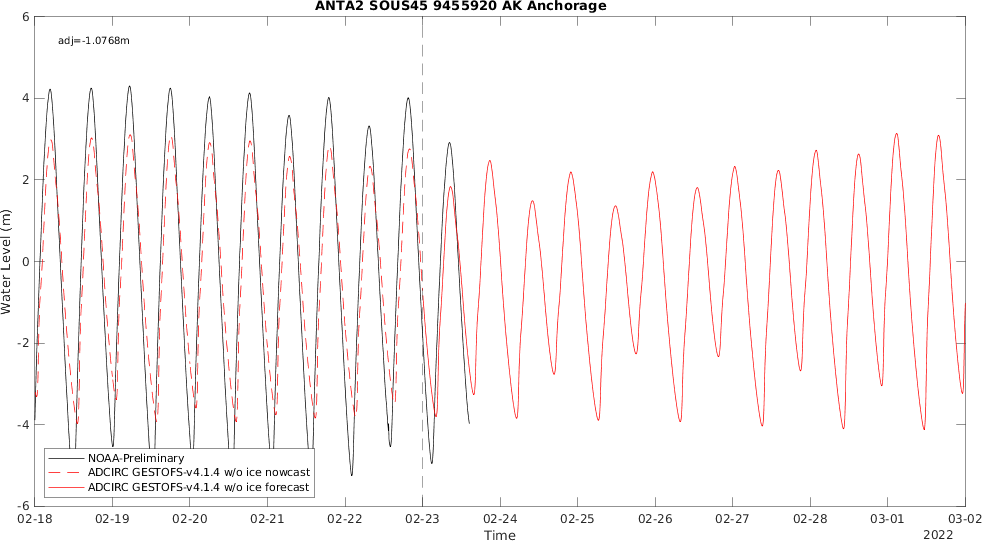 ANTA2 SOUS45 9455920 AK Anchorage
adj=-1.0768m
6
4
2
0
-2
-4
-6
Water Level (m)
NOAA-Preliminary
ADCIRC GESTOFS-v4.1.4 w/o ice nowcast
ADCIRC GESTOFS-v4.1.4 w/o ice forecast
02-18 02-19 02-20 02-21 02-22 02-23 02-24 02-25 02-26 02-27 02-28 03-01 03-02
Time
2022